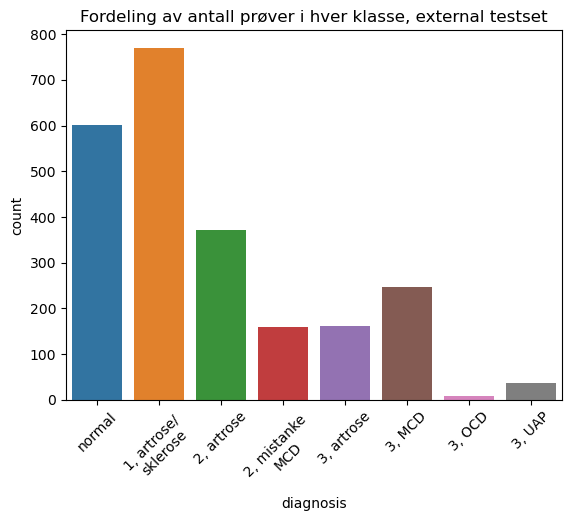 Fordeling av antall prøver i hver klasse, external testset
count
800
700
600
500
400
300
200
100
0
normal
1, artrose/
sklerose
2, artrose
2, mistanke
MCD
3, artrose
3, MCD
3, OCD
3, UAP
diagnosis